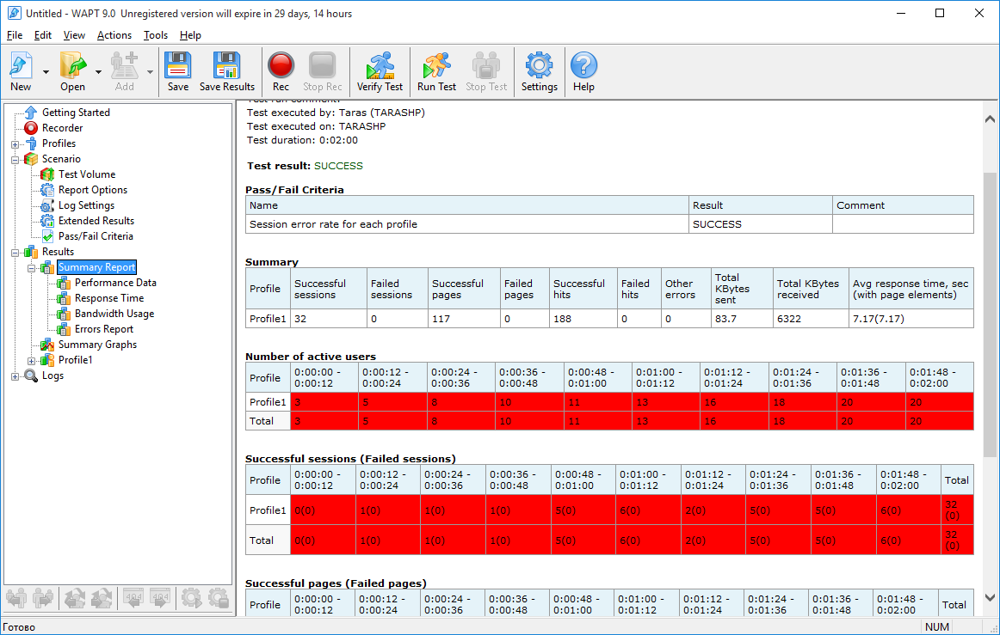 Untitled - WAPT 9.0  Unregistered version will expire in 29 days, 14 hours
File Edit View Actions Tools Help
New Open Add Save Save Results Rec Stop Rec Verify Test Run Test Stop Test Settings Help
Getting Started
Recorder
Profiles
Scenario
Test Volume
Report Options
Log Settings
Extended Results
Pass/Fail Criteria
Results
Summary Report
Performance Data
Response Time
Bandwidth Usage
Errors Report
Summary Graphs
Profile1
Logs
404 404
Test run comment:
Test executed by: Taras (TARASHP)
Test executed on: TARASHP
Test duration: 0:02:00
Test result: SUCCESS
Pass/Fail Criteria
Name Result Comment
Session error rate for each profile SUCCESS
Summary
Profile Successful sessions Failed sessions Successful pages Failed pages Successful hits Failed hits Other errors Total KBytes sent Total KBytes received Avg response time, sec (with page elements)
Profile1 32 0 117 0 188 0 0 83.7 6322 7.17(7.17)
Number of active users
Profile 0:00:00 - 0:00:12 0:00:12 - 0:00:24 0:00:24 - 0:00:36 0:00:36 - 0:00:48 0:00:48 - 0:01:00 0:01:00 - 0:01:12 0:01:12 - 0:01:24 0:01:24 - 0:01:36 0:01:36 - 0:01:48 0:01:48 - 0:02:00
Profile1 3 5 8 10 11 13 16 18 20 20
Total 3 5 8 10 11 13 16 18 20 20
Successful sessions (Failed sessions)
Profile 0:00:00 - 0:00:12 0:00:12 - 0:00:24 0:00:24 - 0:00:36 0:00:36 - 0:00:48 0:00:48 - 0:01:00 0:01:00 - 0:01:12 0:01:12 - 0:01:24 0:01:24 - 0:01:36 0:01:36 - 0:01:48 0:01:48 - 0:02:00 Total
Profile1 0(0) 1(0) 1(0) 1(0) 5(0) 6(0) 2(0) 5(0) 5(0) 6(0) 32 (0)
Total 0(0) 1(0) 1(0) 1(0) 5(0) 6(0) 2(0) 5(0) 5(0) 6(0) 32 (0)
Successful pages (Failed pages)
Profile 0:00:00 - 0:00:12 0:00:12 - 0:00:24 0:00:24 - 0:00:36 0:00:36 - 0:00:48 0:00:48 - 0:01:00 0:01:00 - 0:01:12 0:01:12 - 0:01:24 0:01:24 - 0:01:36 0:01:36 - 0:01:48 0:01:48 - 0:02:00 Total
Готово NUM